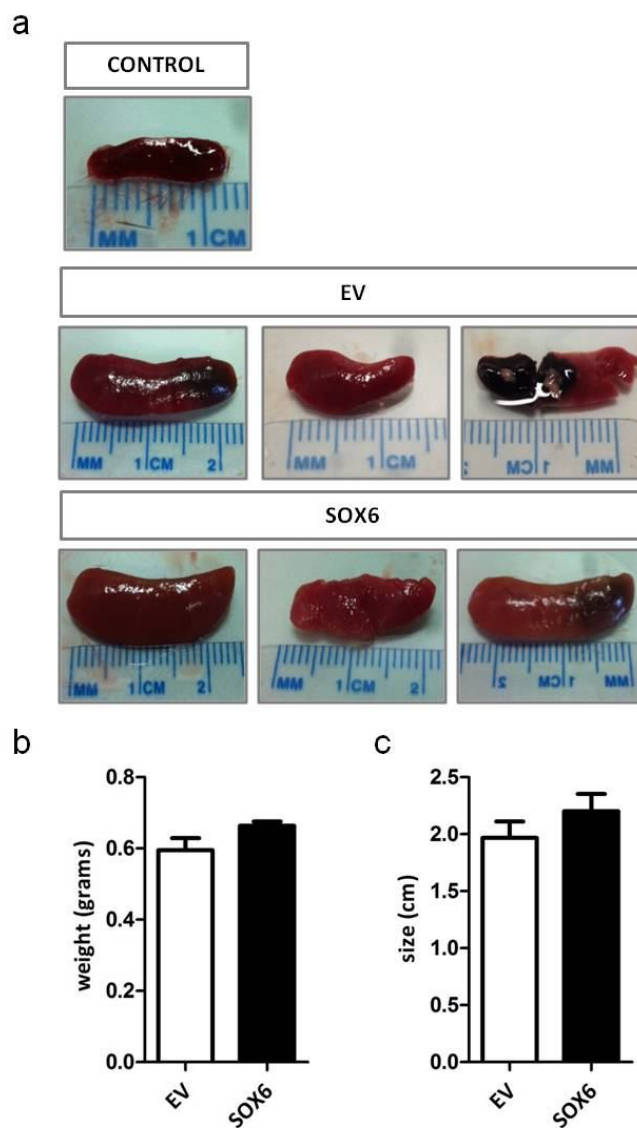 a
CONTROL
MM 1 CM
EV
MM 1 CM 2
MM 1 CM
CM 1 MM
SOX6
MM 1 CM 2
MM 1 CM 2
2 CM 1 MM
b
0.8
0.6
0.4
0.2
0.0
weight (grams)
EV
SOX6
c
2.5
2.0
1.5
1.0
0.5
0.0
size (cm)
EV
SOX6